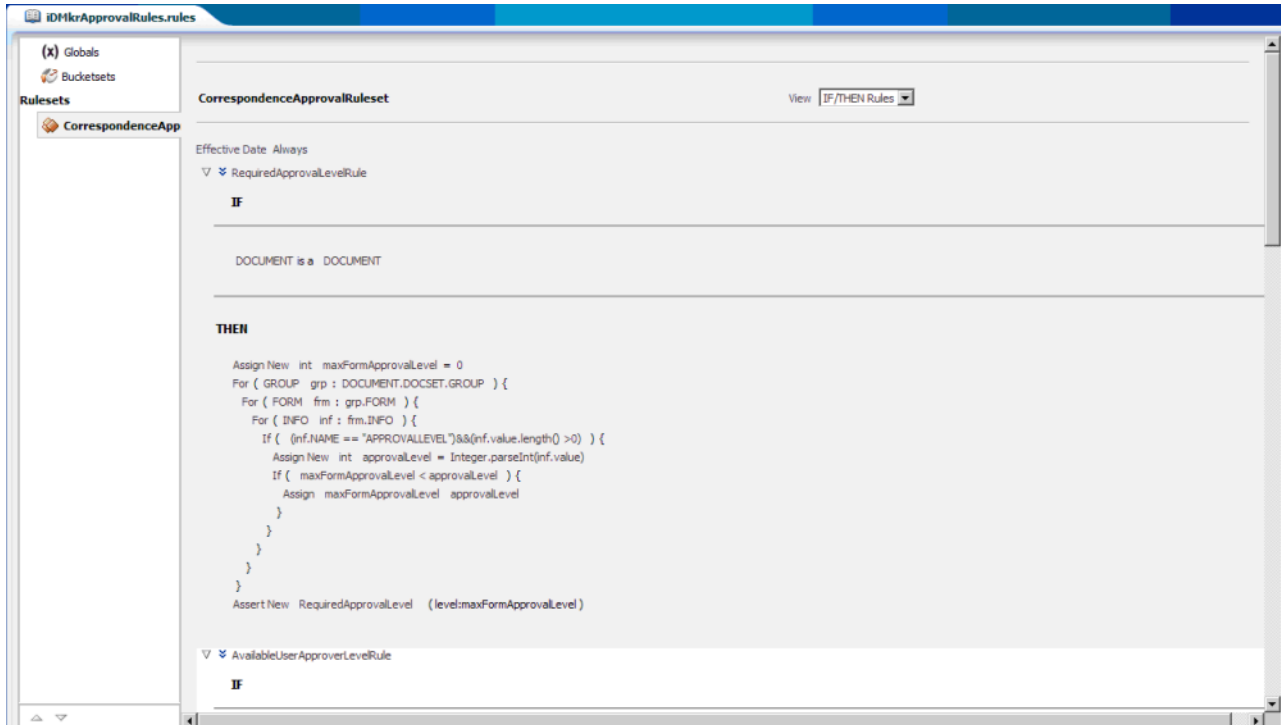 iDMkrApprovalRules.rules
(x) Globals
Bucketsets
Rulesets
CorrespondenceApp
CorrespondenceApprovalRuleset
View IF/THEN Rules
Effective Date Always
RequiredApprovalLevelRule
IF
DOCUMENT is a DOCUMENT
THEN
Assign New int maxFormApprovalLevel = 0
For ( GROUP grp : DOCUMENT.DOCSET.GROUP ) {
For ( FORM frm : grp.FORM ) {
For ( INFO inf : frm.INFO ) {
If ( (inf.NAME == "APPROVALLEVEL")&&(inf.value.length() >0) ) {
Assign New int approvalLevel = Integer.parseInt(inf.value)
If ( maxFormApprovalLevel < approvalLevel ) {
Assign maxFormApprovalLevel approvalLevel
}
}
}
}
}
Assert New RequiredApprovalLevel (level:maxFormApprovalLevel)
AvailableUserApproverLevelRule
IF